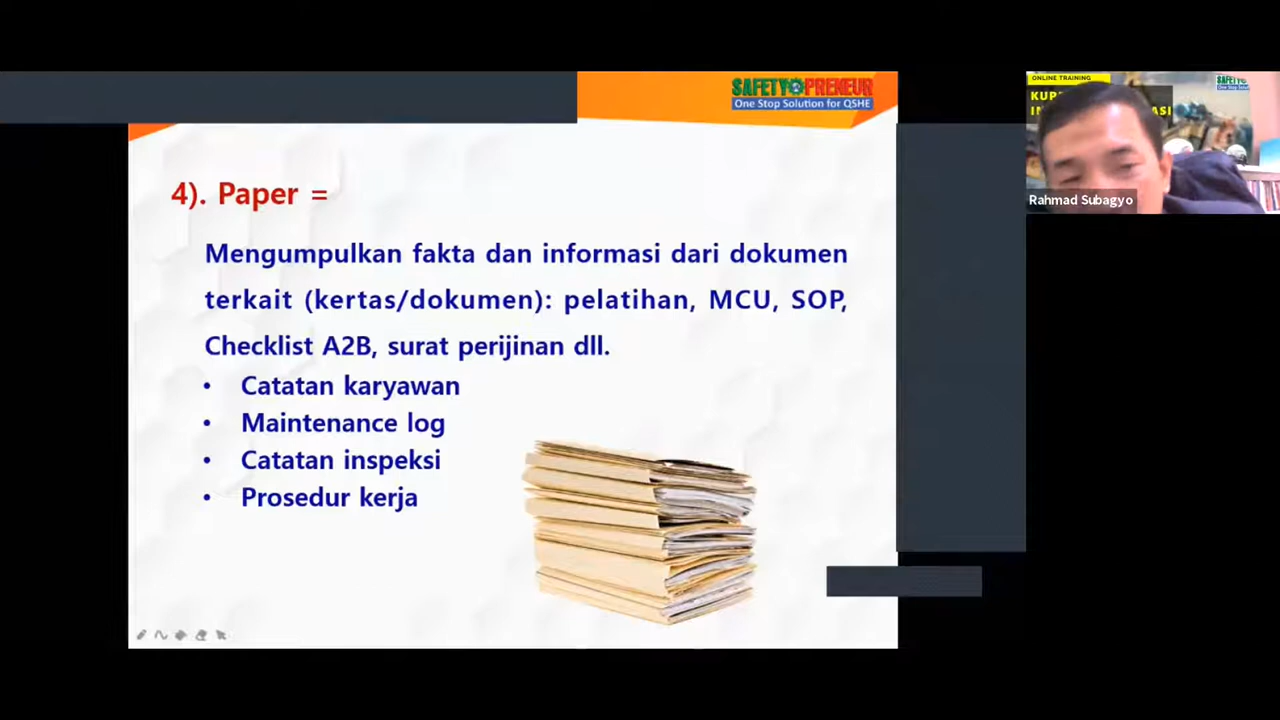 SAFETY PRENEUR
One Stop Solution for QSHE
4). Paper =
Mengumpulkan fakta dan informasi dari dokumen
terkait (kertas/dokumen): pelatihan, MCU, SOP,
Checklist A2B, surat perijinan dll.
• Catatan karyawan
• Maintenance log
• Catatan inspeksi
• Prosedur kerja
ONLINE TRAINING
Rahmad Subagyo